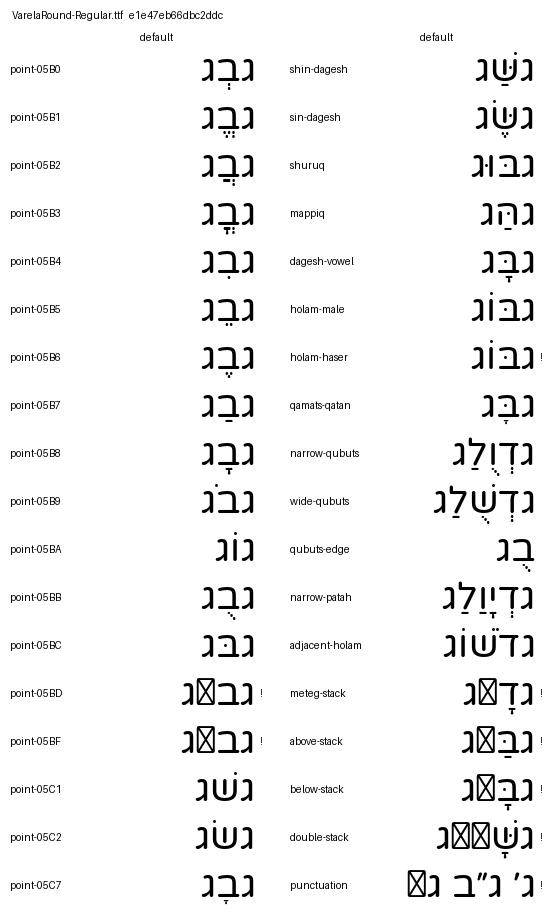 VarelaRound-Regular.ttf e1e47eb66dbc2ddc
default default
point-05B0 גבְג shin-dagesh גשַּׁג
point-05B1 גבֱג sin-dagesh גשֶּׂג
point-05B2 גבֲג shuruq גבּוּג
point-05B3 גבֳג mappiq גהַּג
point-05B4 גבִג dagesh-vowel גבָּג
point-05B5 גבֵג holam-male גבּוֹג
point-05B6 גבֶג holam-haser גבּוֹג !
point-05B7 גבַג qamats-qatan גבׇּג
point-05B8 גבָג narrow-qubuts גדְוֻלַג
point-05B9 גבֹג wide-qubuts גדְשֻׁלַג
point-05BA גוֹג qubuts-edge בֻג
point-05BB גבֻג narrow-patah גדְיָוַלַג
point-05BC גבּג adjacent-holam גדֹשׁוֹג
point-05BD ! meteg-stack !
point-05BF ! above-stack !
point-05C1 גשׁג below-stack !
point-05C2 גשׂג double-stack !
point-05C7 גבׇג punctuation ג׳ ג״ב ג !